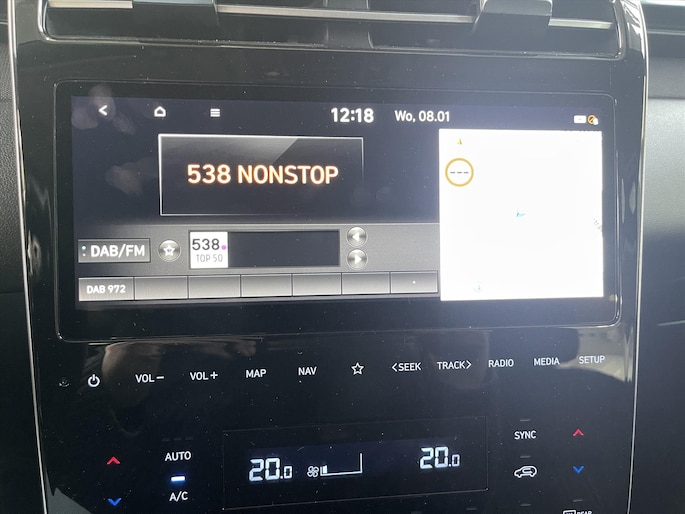 12:18 Wo, 08.01
538 NONSTOP
---
: DAB/FM 538 TOP 50
DAB 972
VOL− VOL+ MAP NAV <SEEK TRACK> RADIO MEDIA SETUP
AUTO SYNC
20.0 20.0
A/C
REAR